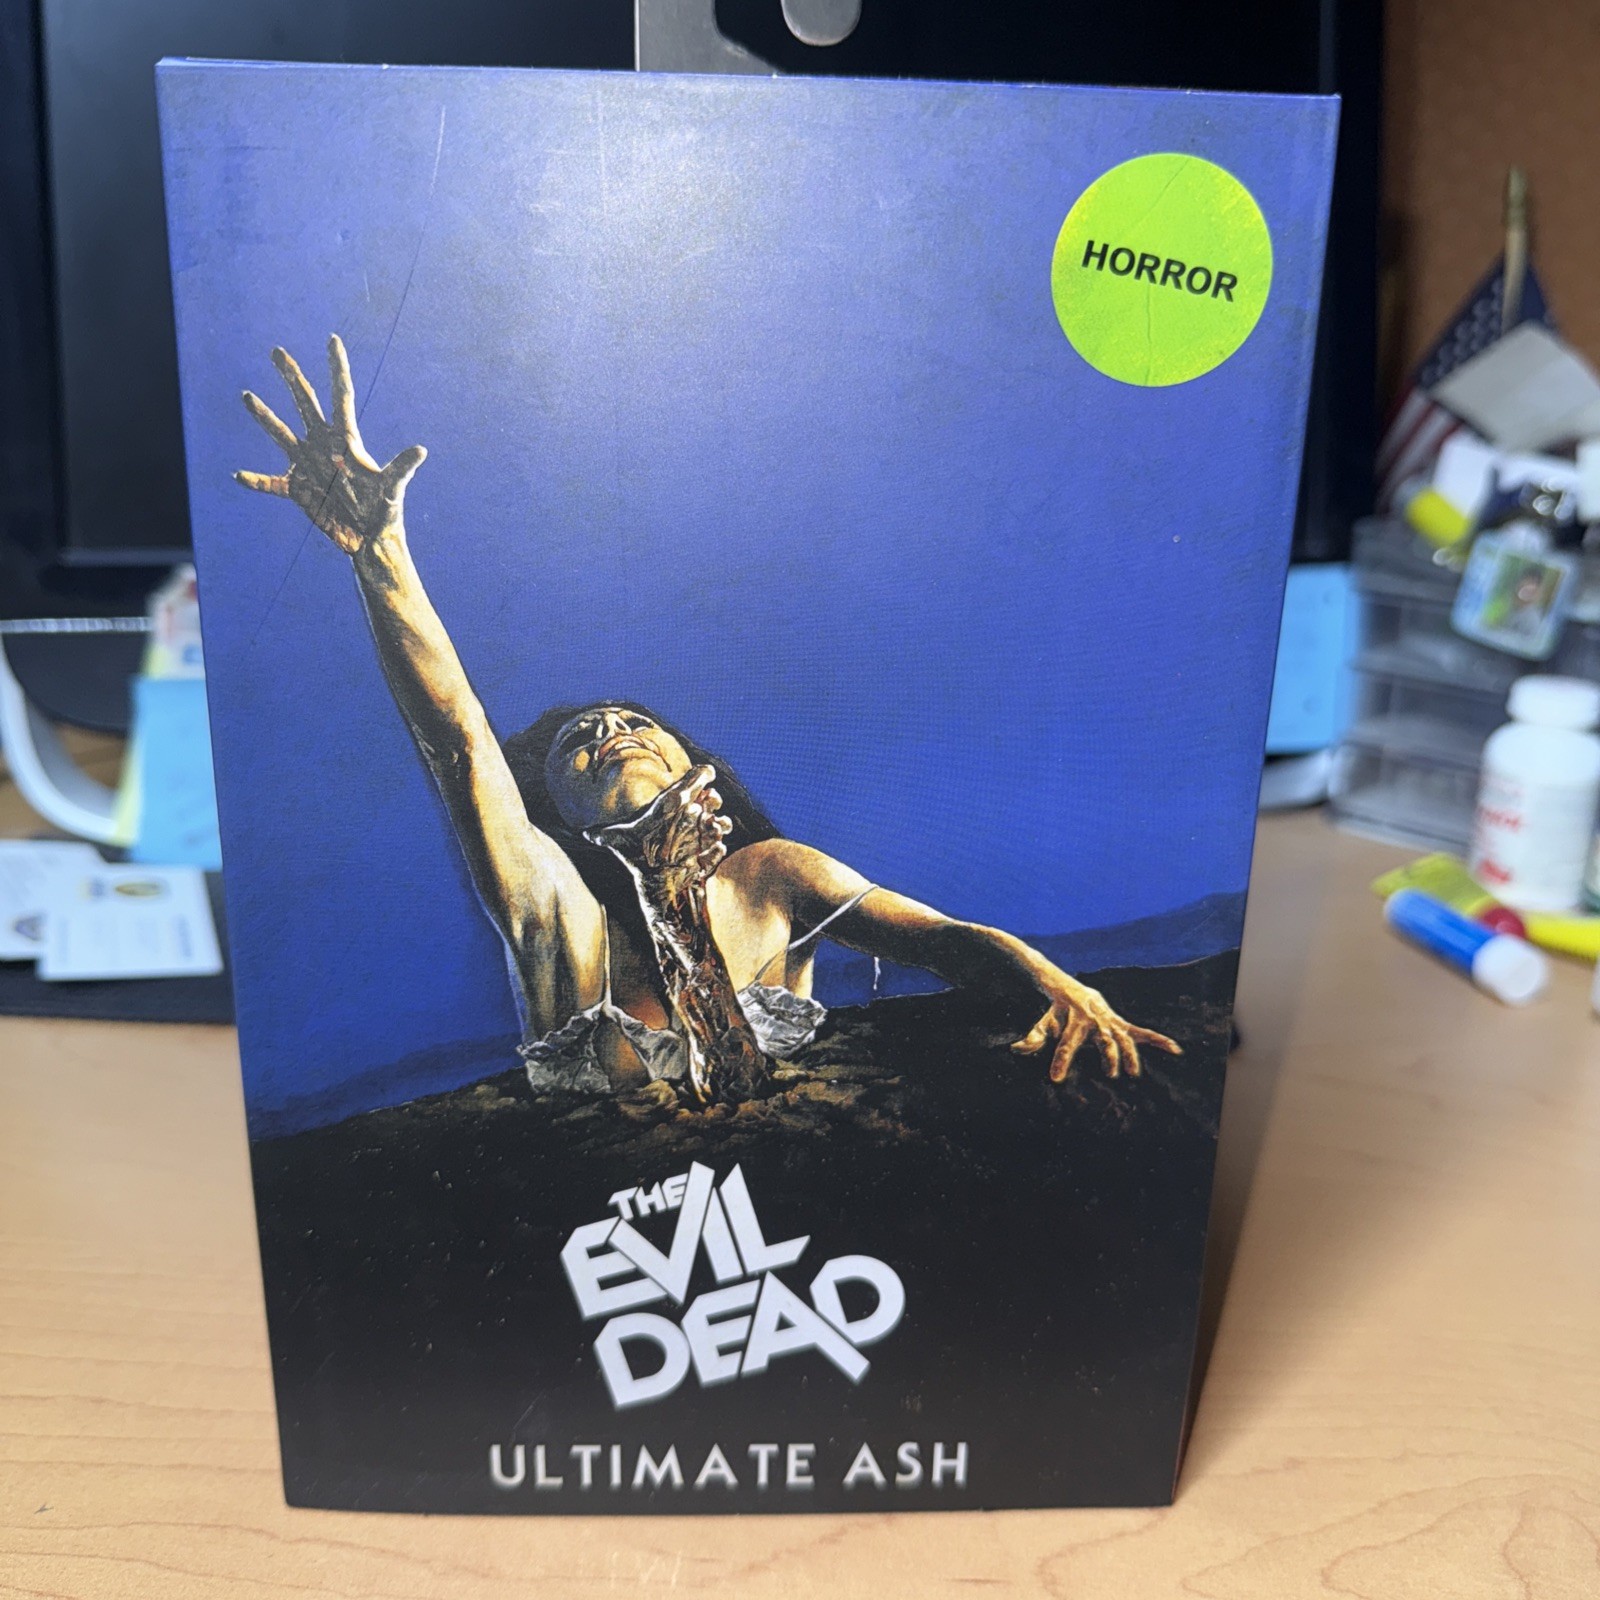 HORROR
THE
EVIL
DEAD
ULTIMATE ASH